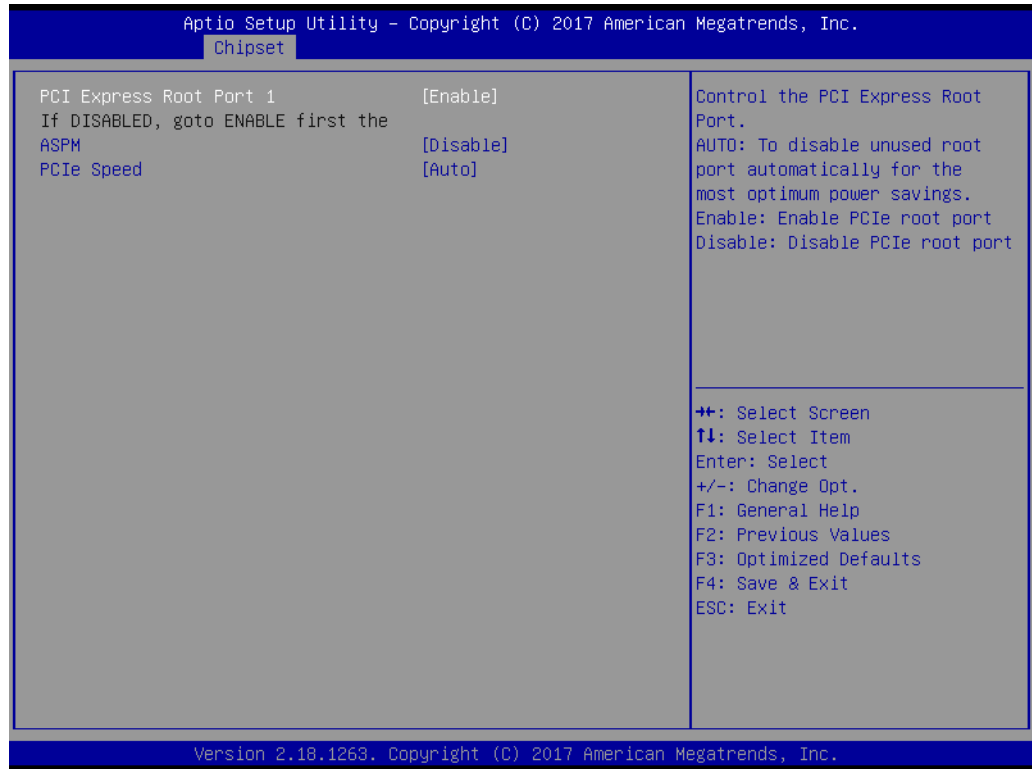 Aptio Setup Utility – Copyright (C) 2017 American Megatrends, Inc.
Chipset
PCI Express Root Port 1 [Enable]
If DISABLED, goto ENABLE first the
ASPM [Disable]
PCIe Speed [Auto]
Control the PCI Express Root
Port.
AUTO: To disable unused root
port automatically for the
most optimum power savings.
Enable: Enable PCIe root port
Disable: Disable PCIe root port
→←: Select Screen
↑↓: Select Item
Enter: Select
+/-: Change Opt.
F1: General Help
F2: Previous Values
F3: Optimized Defaults
F4: Save & Exit
ESC: Exit
Version 2.18.1263. Copyright (C) 2017 American Megatrends, Inc.